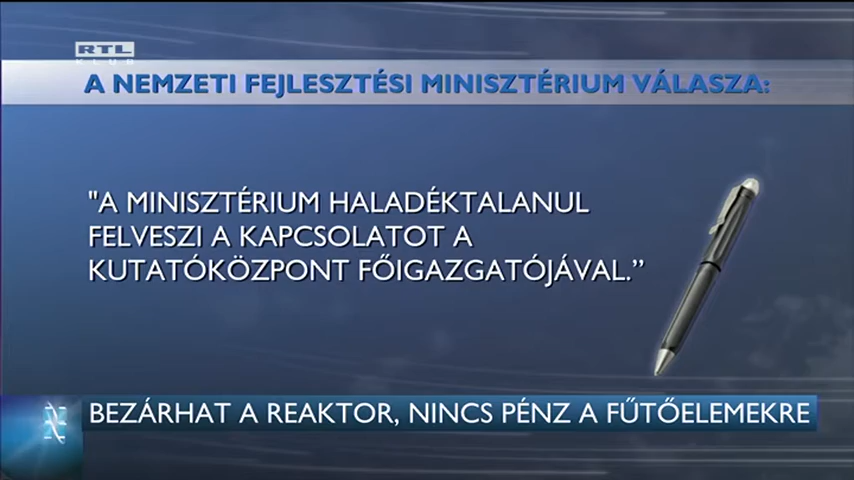 RTL
KLUB
A NEMZETI FEJLESZTÉSI MINISZTÉRIUM VÁLASZA:
"A MINISZTÉRIUM HALADÉKTALANUL
FELVESZI A KAPCSOLATOT A
KUTATÓKÖZPONT FŐIGAZGATÓJÁVAL.”
BEZÁRHAT A REAKTOR, NINCS PÉNZ A FŰTŐELEMEKRE